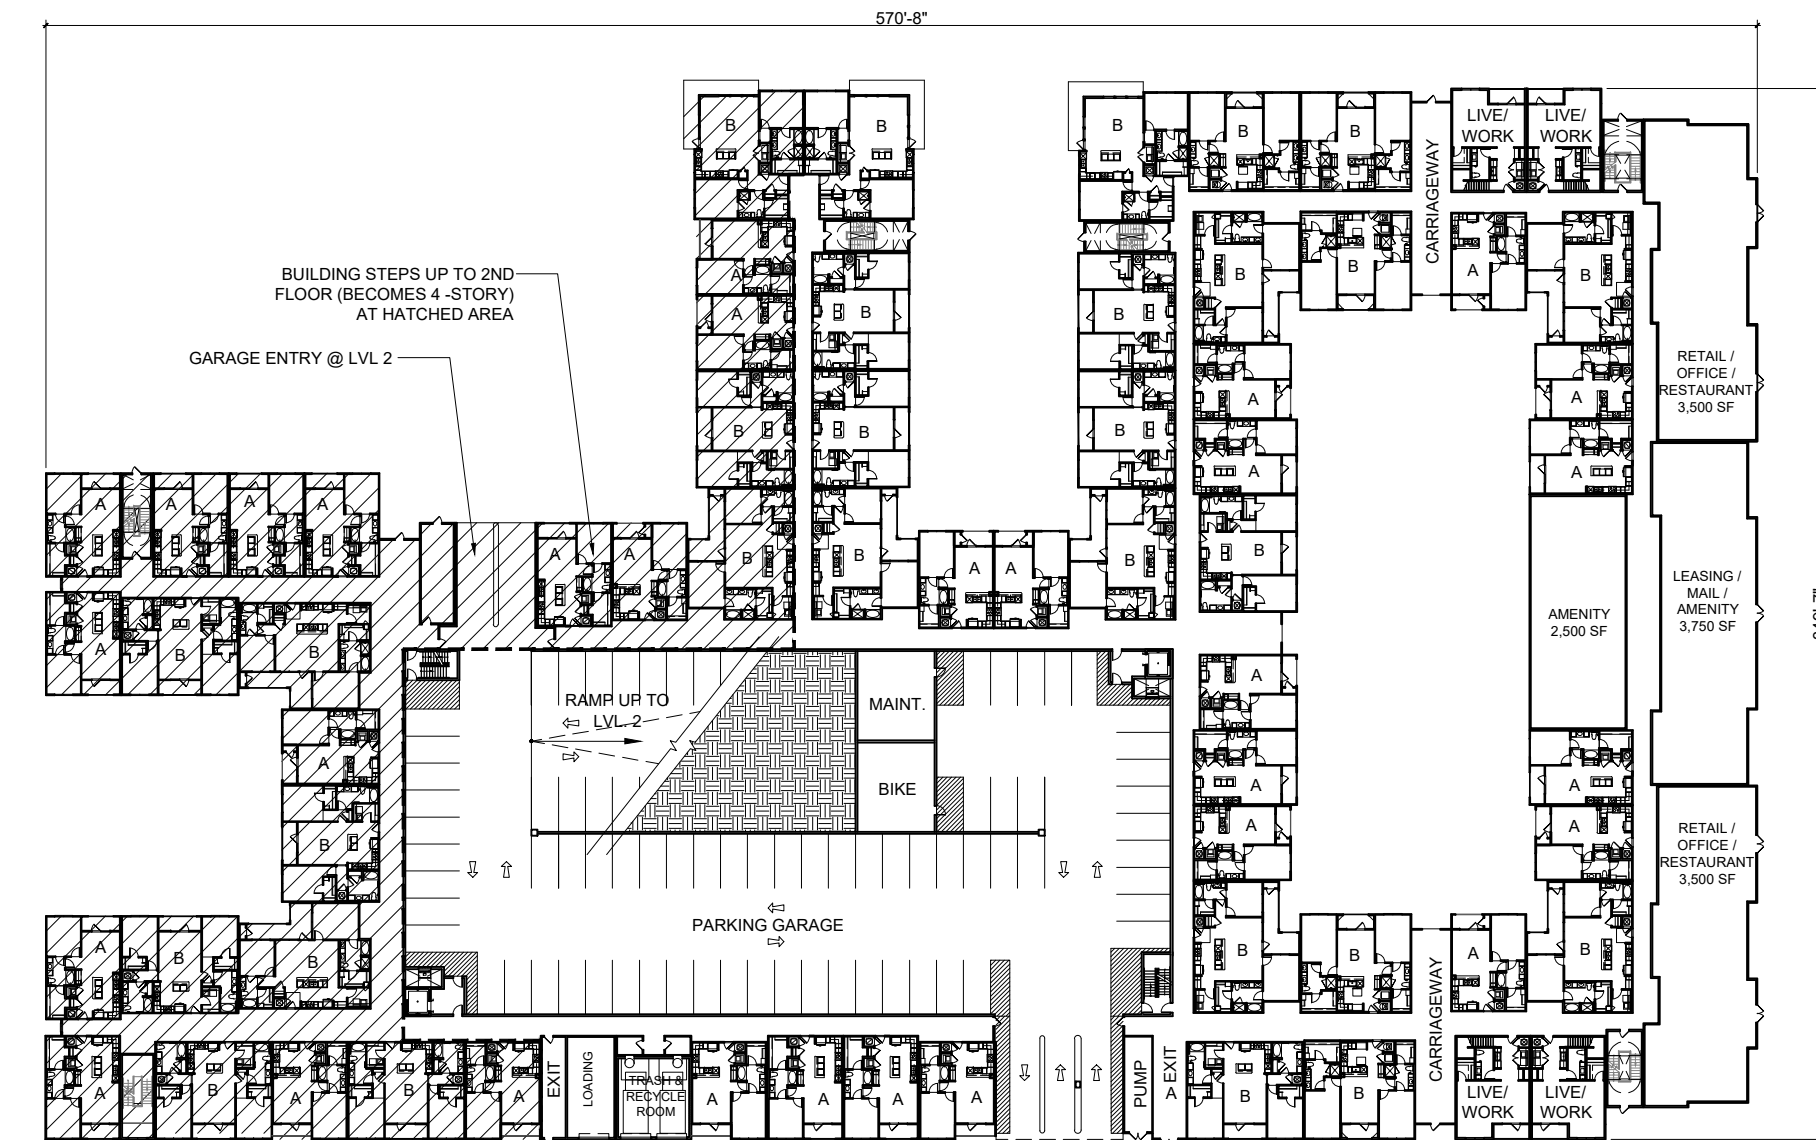 570'-8"
B
B
B
B
B
CARRIAGEWAY
LIVE/
WORK
LIVE/
WORK
BUILDING STEPS UP TO 2ND
FLOOR (BECOMES 4 -STORY)
AT HATCHED AREA
GARAGE ENTRY @ LVL 2
A
B
B
A
B
A
B
B
RETAIL /
OFFICE /
RESTAURANT
3,500 SF
A
A
B
B
B
A
A
A
A
A
A
A
A
B
B
A
A
B
B
A
A
B
LEASING /
MAIL /
AMENITY
3,750 SF
AMENITY
2,500 SF
A
B
B
A
RAMP UP TO
LVL. 2
MAINT.
BIKE
A
A
A
A
B
RETAIL /
OFFICE /
RESTAURANT
3,500 SF
PARKING GARAGE
A
B
B
B
B
A
B
CARRIAGEWAY
A
B
A
B
A
EXIT
LOADING
TRASH &
RECYCLE
ROOM
A
A
A
A
PUMP
A EXIT
B
B
LIVE/
WORK
LIVE/
WORK